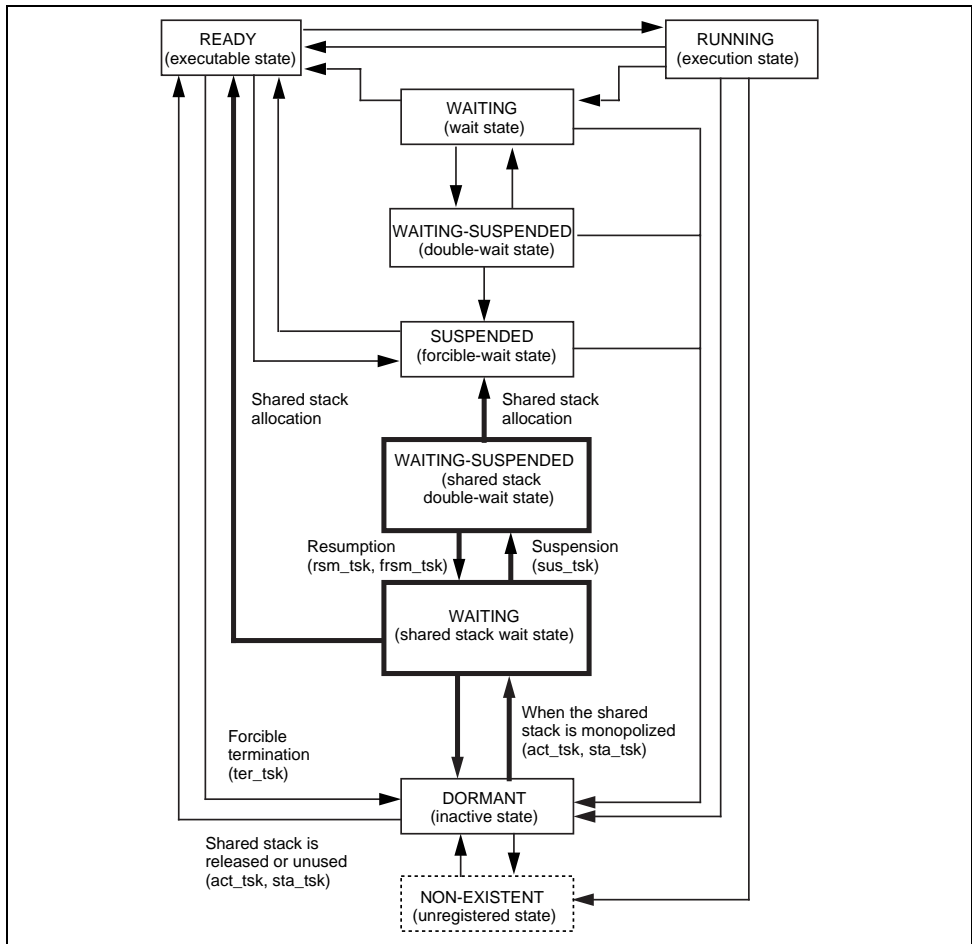 READY
(executable state)
RUNNING
(execution state)
WAITING
(wait state)
WAITING-SUSPENDED
(double-wait state)
SUSPENDED
(forcible-wait state)
Shared stack
allocation
Shared stack
allocation
WAITING-SUSPENDED
(shared stack
double-wait state)
Resumption
(rsm_tsk, frsm_tsk)
Suspension
(sus_tsk)
WAITING
(shared stack wait state)
When the shared
stack is monopolized
(act_tsk, sta_tsk)
Forcible
termination
(ter_tsk)
DORMANT
(inactive state)
Shared stack is
released or unused
(act_tsk, sta_tsk)
NON-EXISTENT
(unregistered state)